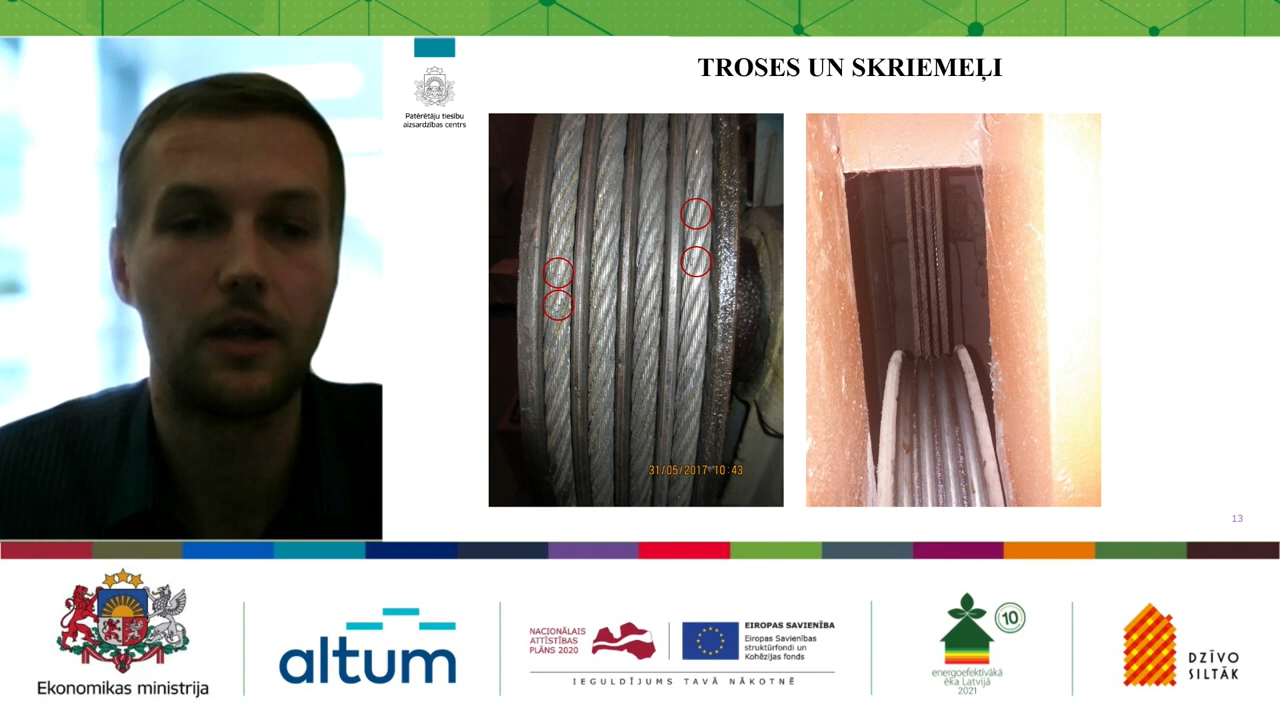 TROSES UN SKRIEMEĻI
Patērētāju tiesību
aizsardzības centrs
31/05/2017 10:43
13
Ekonomikas ministrija
altum
NACIONĀLAIS
ATTĪSTĪBAS
PLĀNS 2020
EIROPAS SAVIENĪBA
Eiropas Savienības
struktūrfondi un
Kohēzijas fonds
IEGULDĪJUMS TAVĀ NĀKOTNĒ
10
energoefektīvākā
ēka Latvijā
2021
DZĪVO
SILTĀK